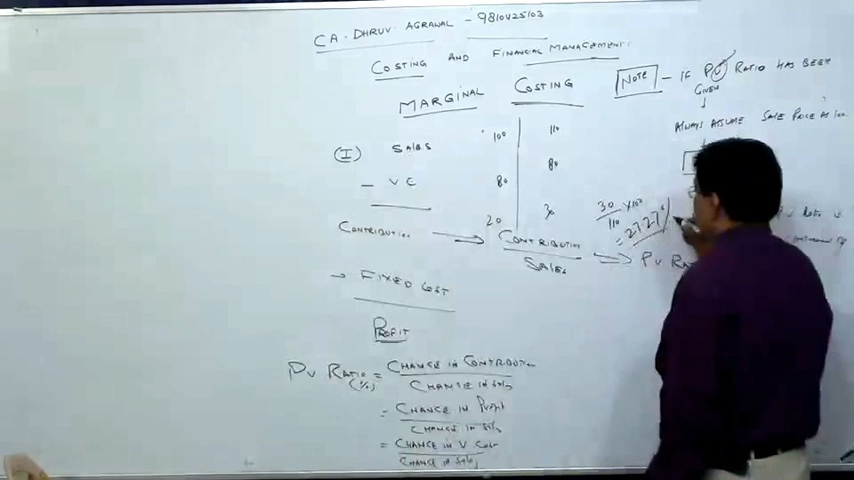 CA. DHRUV AGRAWAL - 9810425103
COSTING AND FINANCIAL MANAGEMENT
MARGINAL COSTING
NOTE - IF PV RATIO HAS BEEN
GIVEN
ALWAYS ASSUME SALE PRICE AS 100
(I) SALES 100 110
- VC 80 80
CONTRIBUTION 20 30
CONTRIBUTION
SALES
30 x 100
110
= 27.27%
PV RA
V RATIO IS
- FIXED COST
PROFIT
PV RATIO (%) = CHANGE IN CONTRIBUTION
CHANGE IN SALES
= CHANGE IN PROFIT
CHANGE IN SALES
= CHANGE IN V COST
CHANGE IN SALES